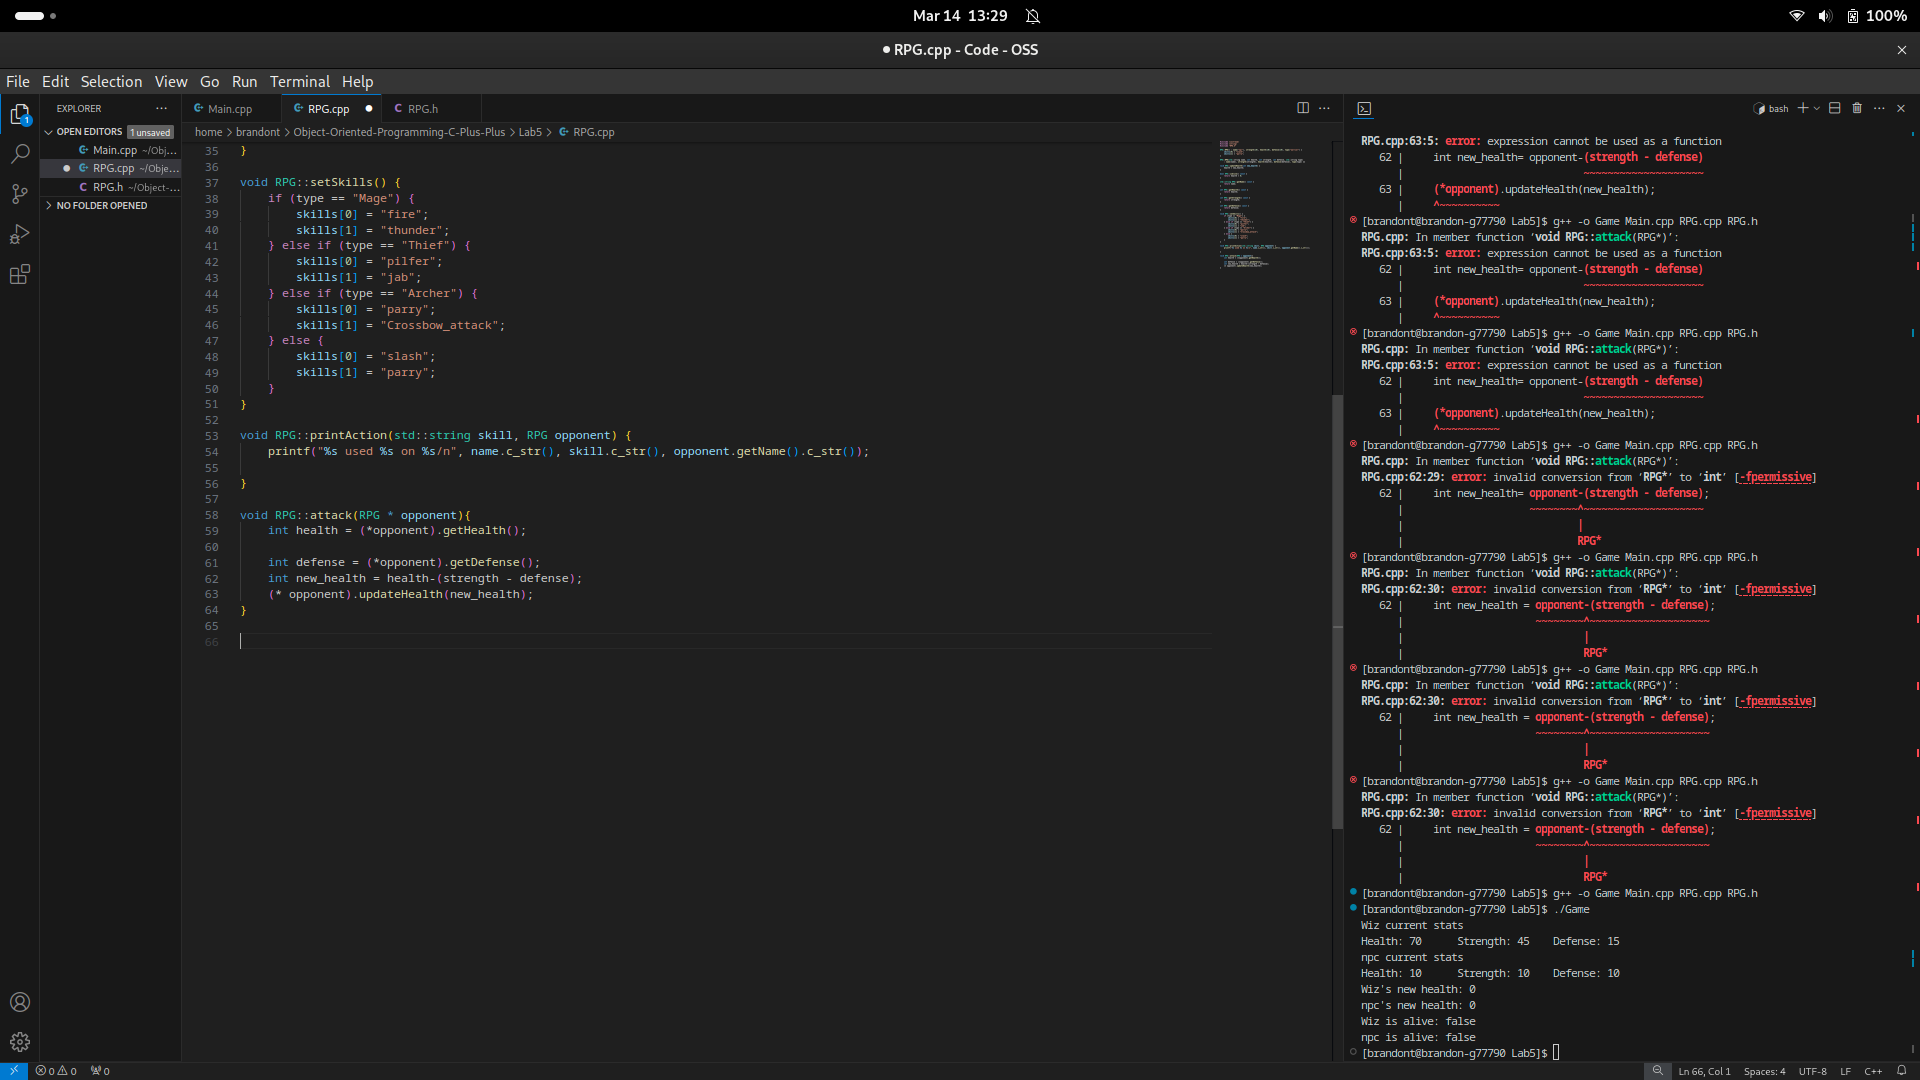 Mar 14 13:29
100%
RPG.cpp - Code - OSS
File Edit Selection View Go Run Terminal Help
EXPLORER
OPEN EDITORS 1 unsaved
Main.cpp ~/Obj...
RPG.cpp ~/Obje...
RPG.h ~/Object-...
NO FOLDER OPENED
1
Main.cpp RPG.cpp RPG.h
home > brandont > Object-Oriented-Programming-C-Plus-Plus > Lab5 > RPG.cpp
35 }
36
37 void RPG::setSkills() {
38 if (type == "Mage") {
39 skills[0] = "fire";
40 skills[1] = "thunder";
41 } else if (type == "Thief") {
42 skills[0] = "pilfer";
43 skills[1] = "jab";
44 } else if (type == "Archer") {
45 skills[0] = "parry";
46 skills[1] = "Crossbow_attack";
47 } else {
48 skills[0] = "slash";
49 skills[1] = "parry";
50 }
51 }
52
53 void RPG::printAction(std::string skill, RPG opponent) {
54 printf("%s used %s on %s/n", name.c_str(), skill.c_str(), opponent.getName().c_str());
55
56 }
57
58 void RPG::attack(RPG * opponent){
59 int health = (*opponent).getHealth();
60
61 int defense = (*opponent).getDefense();
62 int new_health = health-(strength - defense);
63 (* opponent).updateHealth(new_health);
64 }
65
66
bash
RPG.cpp:63:5: error: expression cannot be used as a function
62 | int new_health= opponent-(strength - defense)
| ~~~~~~~~~~~~~~~~~~~~
63 | (*opponent).updateHealth(new_health);
| ^~~~~~~~~~~
[brandont@brandon-g77790 Lab5]$ g++ -o Game Main.cpp RPG.cpp RPG.h
RPG.cpp: In member function ‘void RPG::attack(RPG*)’:
RPG.cpp:63:5: error: expression cannot be used as a function
62 | int new_health= opponent-(strength - defense)
| ~~~~~~~~~~~~~~~~~~~~
63 | (*opponent).updateHealth(new_health);
| ^~~~~~~~~~~
[brandont@brandon-g77790 Lab5]$ g++ -o Game Main.cpp RPG.cpp RPG.h
RPG.cpp: In member function ‘void RPG::attack(RPG*)’:
RPG.cpp:63:5: error: expression cannot be used as a function
62 | int new_health= opponent-(strength - defense)
| ~~~~~~~~~~~~~~~~~~~~
63 | (*opponent).updateHealth(new_health);
| ^~~~~~~~~~~
[brandont@brandon-g77790 Lab5]$ g++ -o Game Main.cpp RPG.cpp RPG.h
RPG.cpp: In member function ‘void RPG::attack(RPG*)’:
RPG.cpp:62:29: error: invalid conversion from ‘RPG*’ to ‘int’ [-fpermissive]
62 | int new_health= opponent-(strength - defense);
| ~~~~~~~~^~~~~~~~~~~~~~~~~~~~
| |
| RPG*
[brandont@brandon-g77790 Lab5]$ g++ -o Game Main.cpp RPG.cpp RPG.h
RPG.cpp: In member function ‘void RPG::attack(RPG*)’:
RPG.cpp:62:30: error: invalid conversion from ‘RPG*’ to ‘int’ [-fpermissive]
62 | int new_health = opponent-(strength - defense);
| ~~~~~~~~^~~~~~~~~~~~~~~~~~~~
| |
| RPG*
[brandont@brandon-g77790 Lab5]$ g++ -o Game Main.cpp RPG.cpp RPG.h
RPG.cpp: In member function ‘void RPG::attack(RPG*)’:
RPG.cpp:62:30: error: invalid conversion from ‘RPG*’ to ‘int’ [-fpermissive]
62 | int new_health = opponent-(strength - defense);
| ~~~~~~~~^~~~~~~~~~~~~~~~~~~~
| |
| RPG*
[brandont@brandon-g77790 Lab5]$ g++ -o Game Main.cpp RPG.cpp RPG.h
RPG.cpp: In member function ‘void RPG::attack(RPG*)’:
RPG.cpp:62:30: error: invalid conversion from ‘RPG*’ to ‘int’ [-fpermissive]
62 | int new_health = opponent-(strength - defense);
| ~~~~~~~~^~~~~~~~~~~~~~~~~~~~
| |
| RPG*
[brandont@brandon-g77790 Lab5]$ g++ -o Game Main.cpp RPG.cpp RPG.h
[brandont@brandon-g77790 Lab5]$ ./Game
Wiz current stats
Health: 70 Strength: 45 Defense: 15
npc current stats
Health: 10 Strength: 10 Defense: 10
Wiz's new health: 0
npc's new health: 0
Wiz is alive: false
npc is alive: false
[brandont@brandon-g77790 Lab5]$
0 0 0
Ln 66, Col 1 Spaces: 4 UTF-8 LF C++